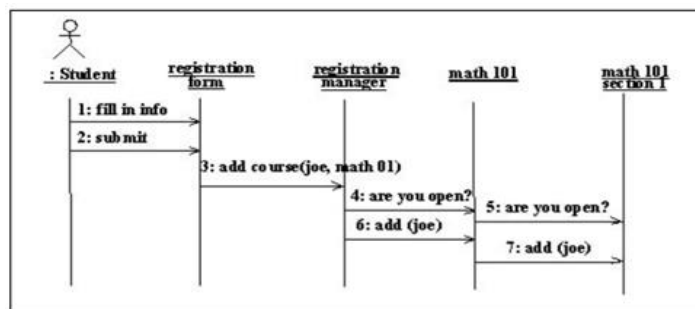 : Student
registration
form
registration
manager
math 101
math 101
section 1
1: fill in info
2: submit
3: add course(joe, math 01)
4: are you open?
5: are you open?
6: add (joe)
7: add (joe)